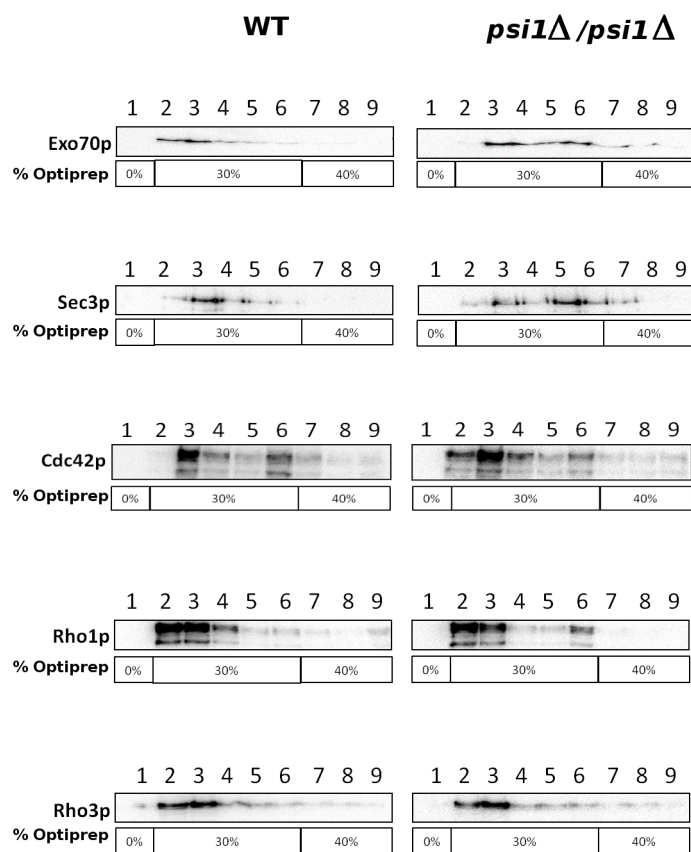 WT psi1Δ/psi1Δ
1 2 3 4 5 6 7 8 9 1 2 3 4 5 6 7 8 9
Exo70p
% Optiprep 0% 30% 40% 0% 30% 40%
1 2 3 4 5 6 7 8 9 1 2 3 4 5 6 7 8 9
Sec3p
% Optiprep 0% 30% 40% 0% 30% 40%
1 2 3 4 5 6 7 8 9 1 2 3 4 5 6 7 8 9
Cdc42p
% Optiprep 0% 30% 40% 0% 30% 40%
1 2 3 4 5 6 7 8 9 1 2 3 4 5 6 7 8 9
Rho1p
% Optiprep 0% 30% 40% 0% 30% 40%
1 2 3 4 5 6 7 8 9 1 2 3 4 5 6 7 8 9
Rho3p
% Optiprep 0% 30% 40% 0% 30% 40%